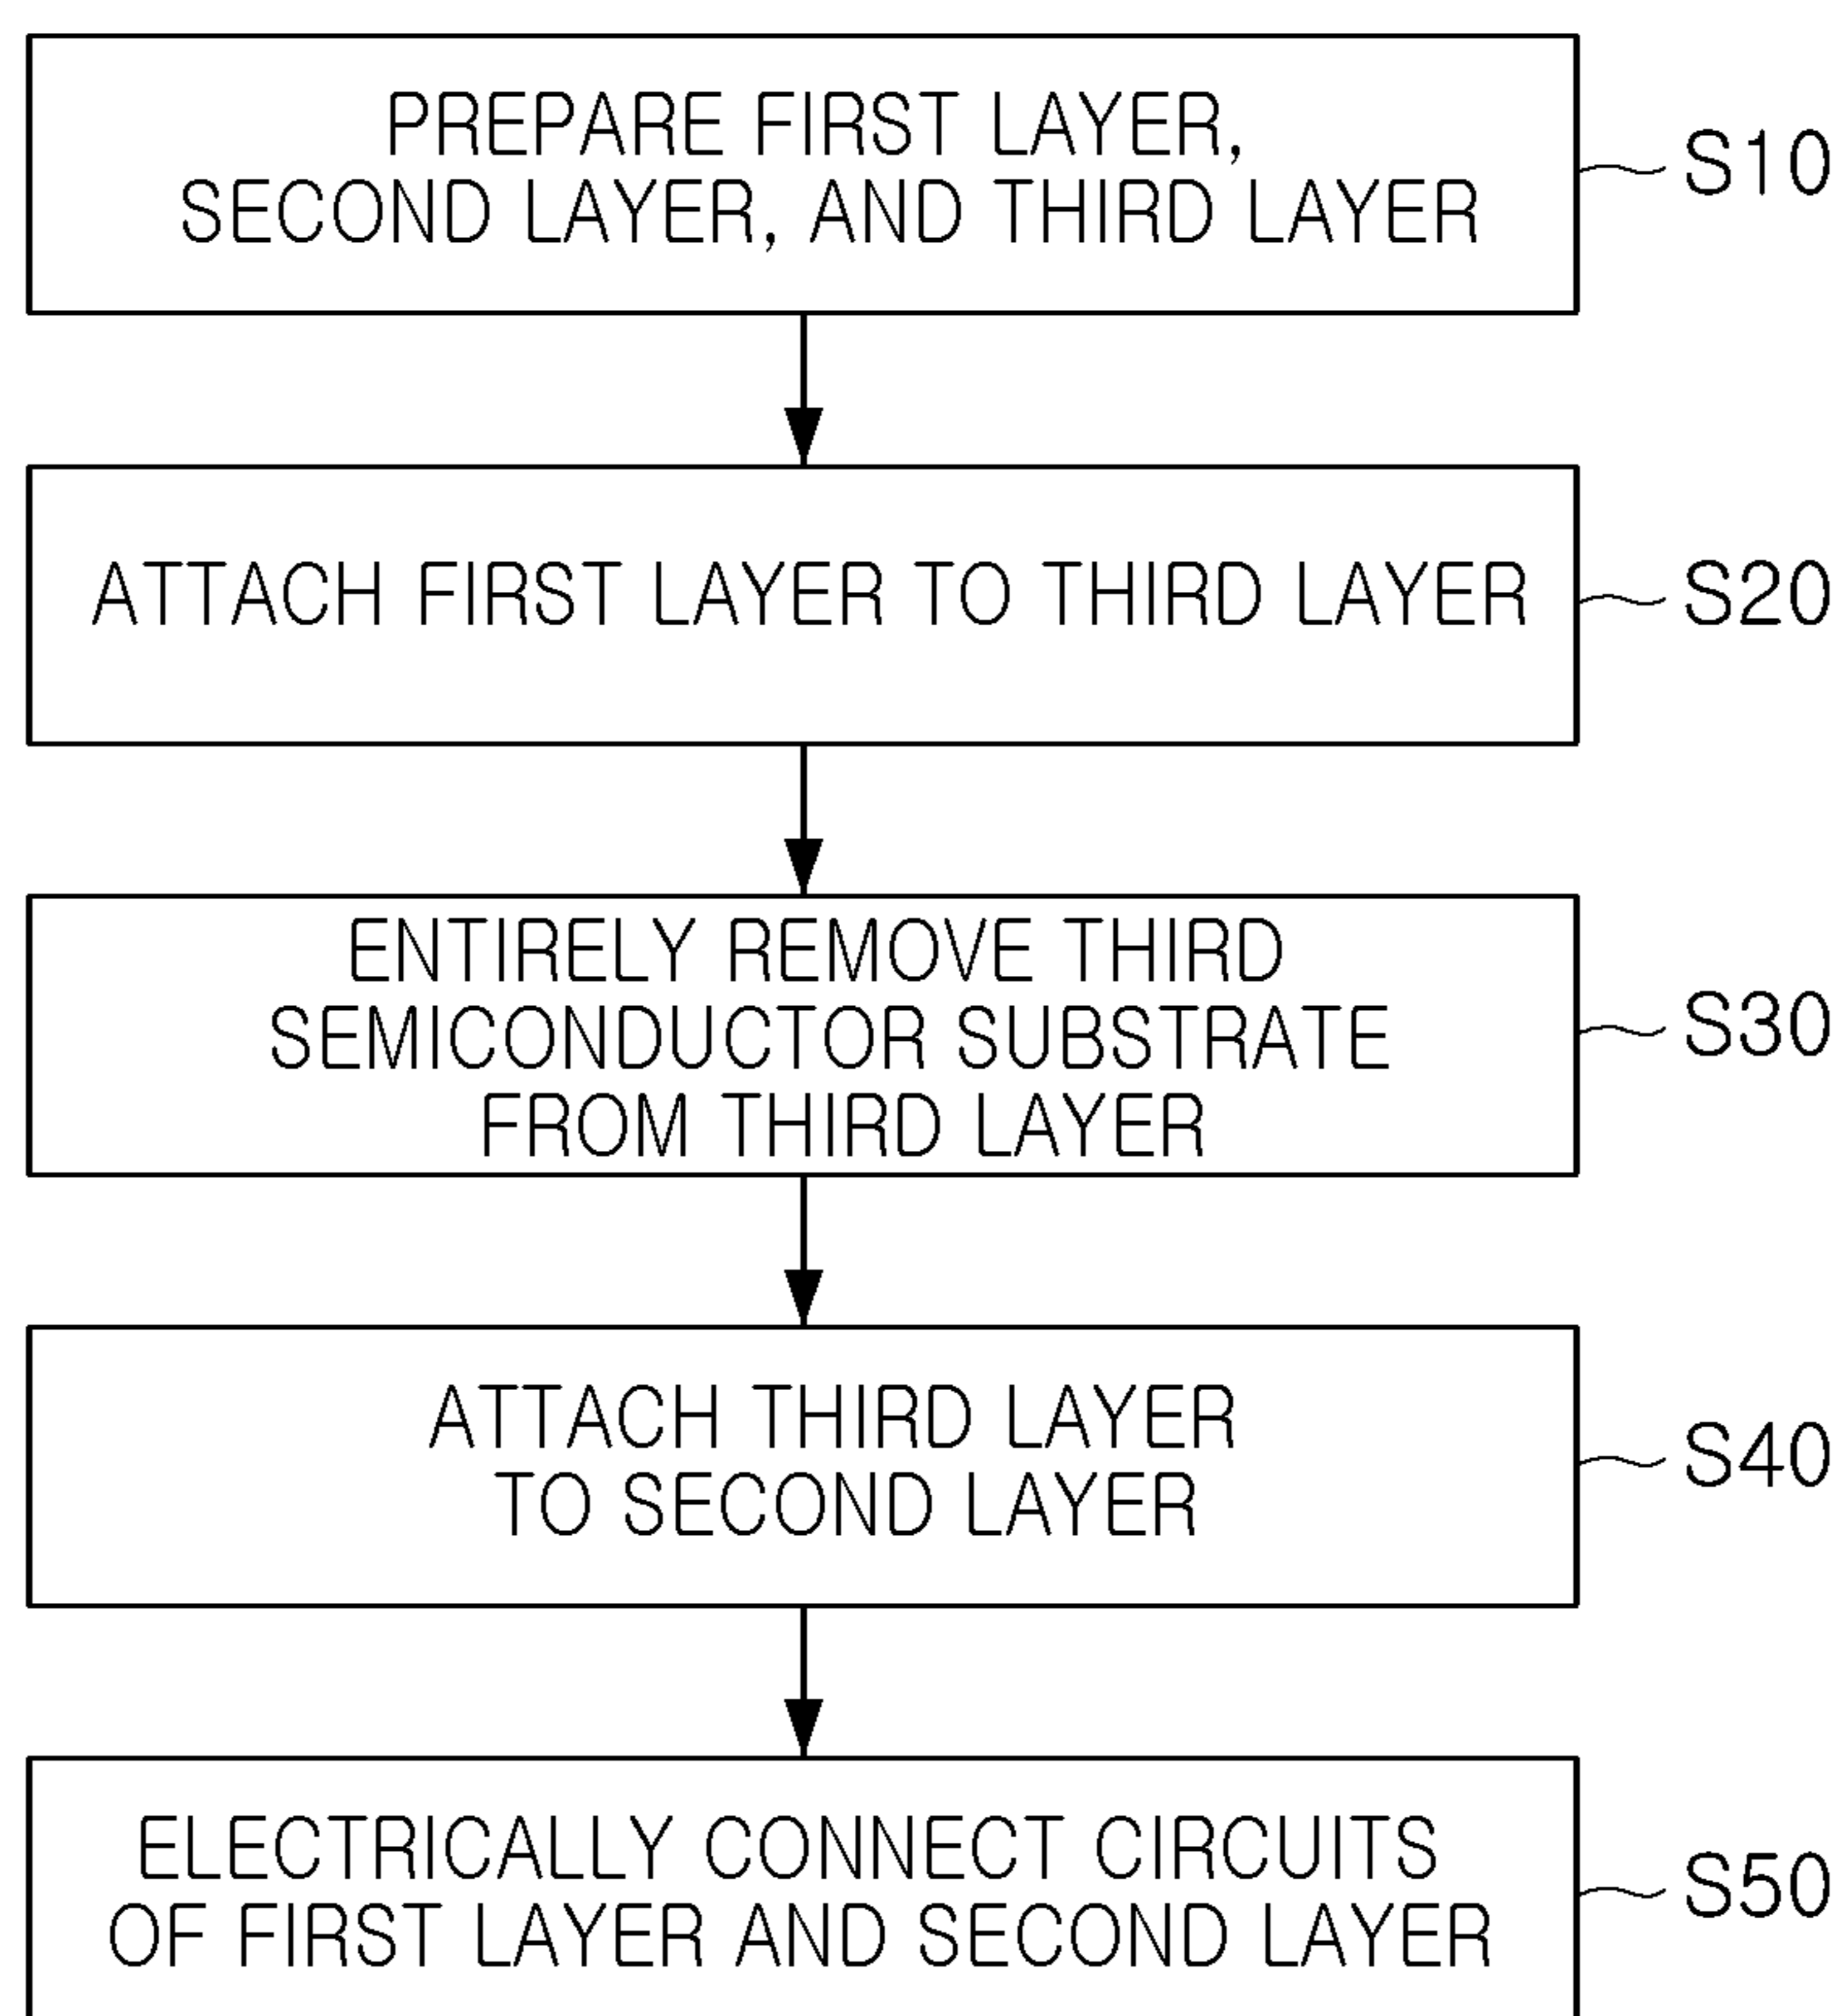 PREPARE FIRST LAYER,
SECOND LAYER, AND THIRD LAYER
S10
ATTACH FIRST LAYER TO THIRD LAYER
S20
ENTIRELY REMOVE THIRD
SEMICONDUCTOR SUBSTRATE
FROM THIRD LAYER
S30
ATTACH THIRD LAYER
TO SECOND LAYER
S40
ELECTRICALLY CONNECT CIRCUITS
OF FIRST LAYER AND SECOND LAYER
S50